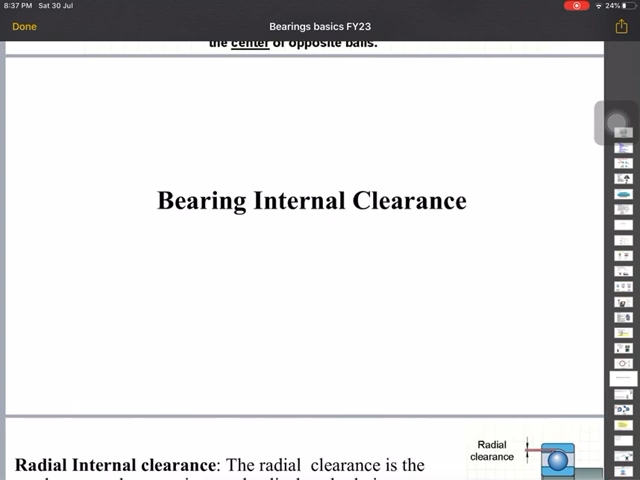 8:37 PM Sat 30 Jul
24%
Done
Bearings basics FY23
the center of opposite balls.
Bearing Internal Clearance
Radial
clearance
Radial Internal clearance: The radial clearance is the